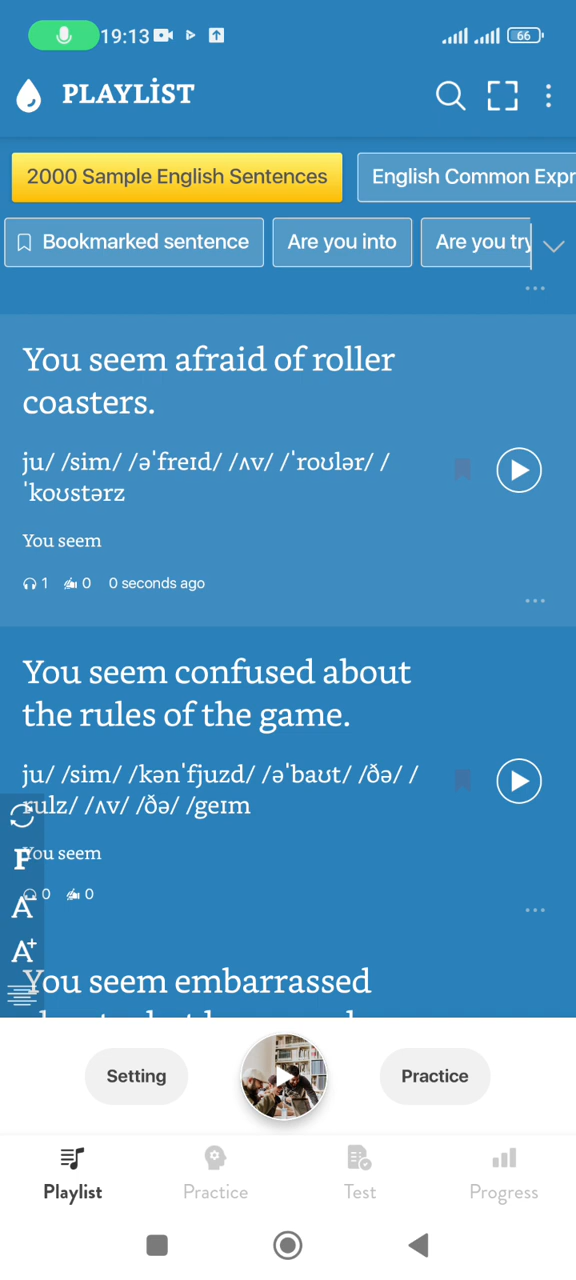 19:13
66
PLAYLİST
2000 Sample English Sentences
English Common Expr
Bookmarked sentence
Are you into
Are you try
You seem afraid of roller
coasters.
ju/ /sim/ /əˈfreɪd/ /ʌv/ /ˈroʊlər/ /
ˈkoʊstərz
You seem
1 0 0 seconds ago
You seem confused about
the rules of the game.
ju/ /sim/ /kənˈfjuzd/ /əˈbaʊt/ /ðə/ /
rulz/ /ʌv/ /ðə/ /geɪm
F
You seem
0 0
A
A+
You seem embarrassed
Setting
Practice
Playlist
Practice
Test
Progress